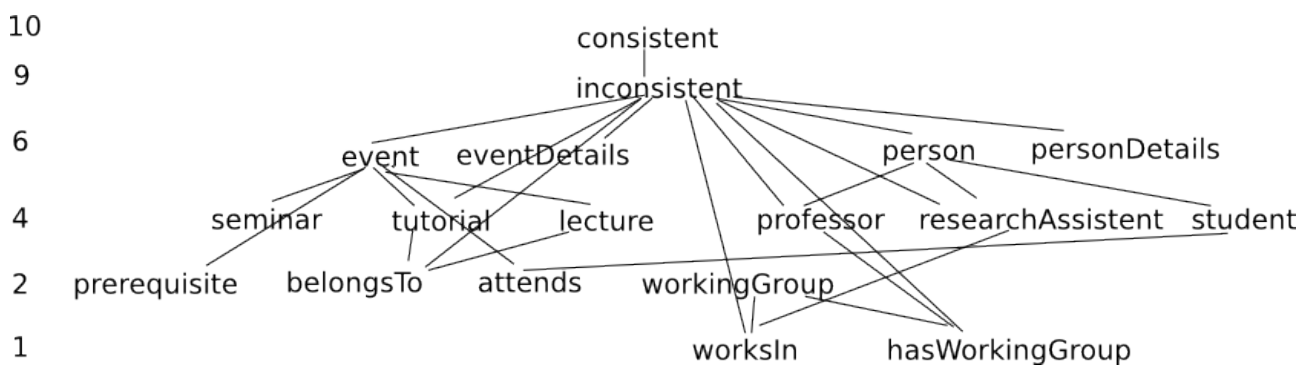 10 consistent
9 inconsistent
6 event eventDetails person personDetails
4 seminar tutorial lecture professor researchAssistent student
2 prerequisite belongsTo attends workingGroup
1 worksIn hasWorkingGroup